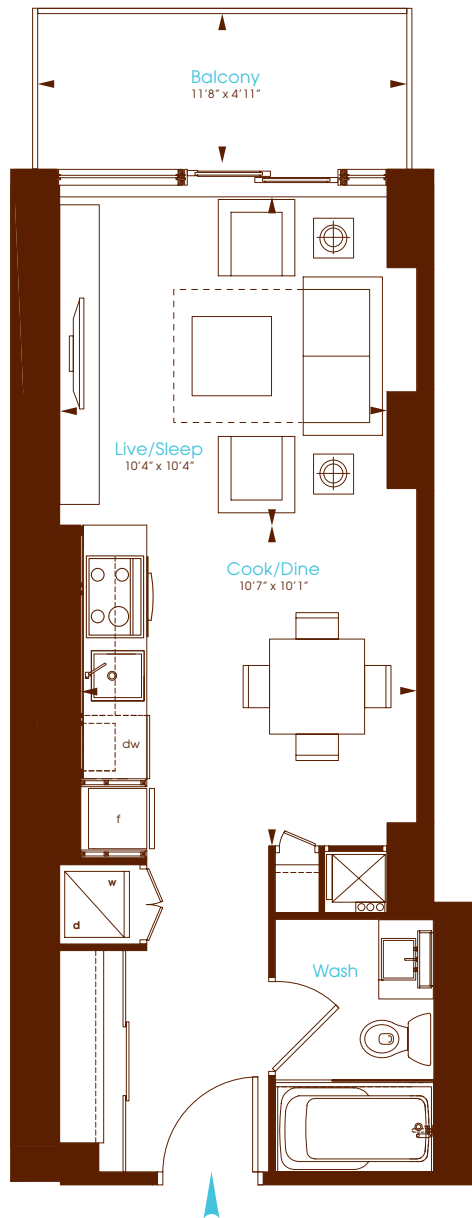 Balcony
11'8" x 4'11"
Live/Sleep
10'4" x 10'4"
Cook/Dine
10'7" x 10'1"
dw
f
w
d
Wash